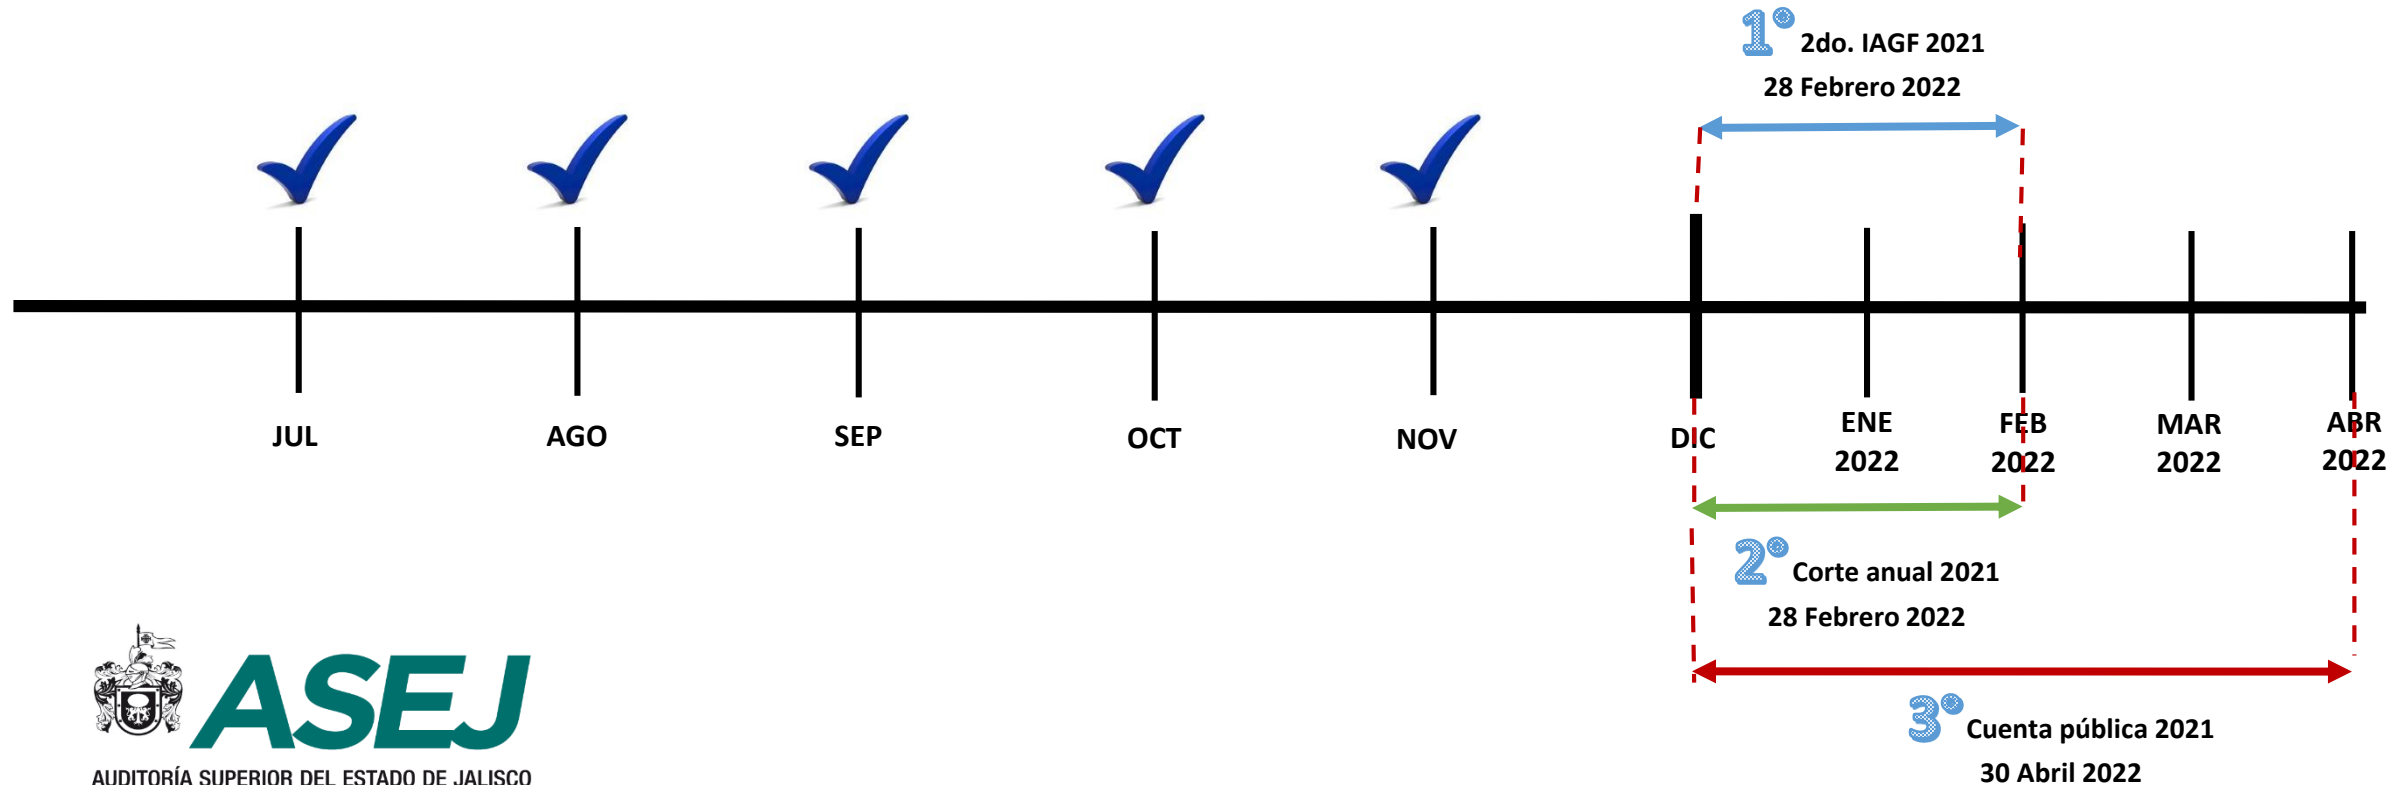 1° 2do. IAGF 2021
28 Febrero 2022
JUL
AGO
SEP
OCT
NOV
DIC
ENE
2022
FEB
2022
MAR
2022
ABR
2022
2° Corte anual 2021
28 Febrero 2022
3° Cuenta pública 2021
30 Abril 2022
ASEJ
AUDITORÍA SUPERIOR DEL ESTADO DE JALISCO